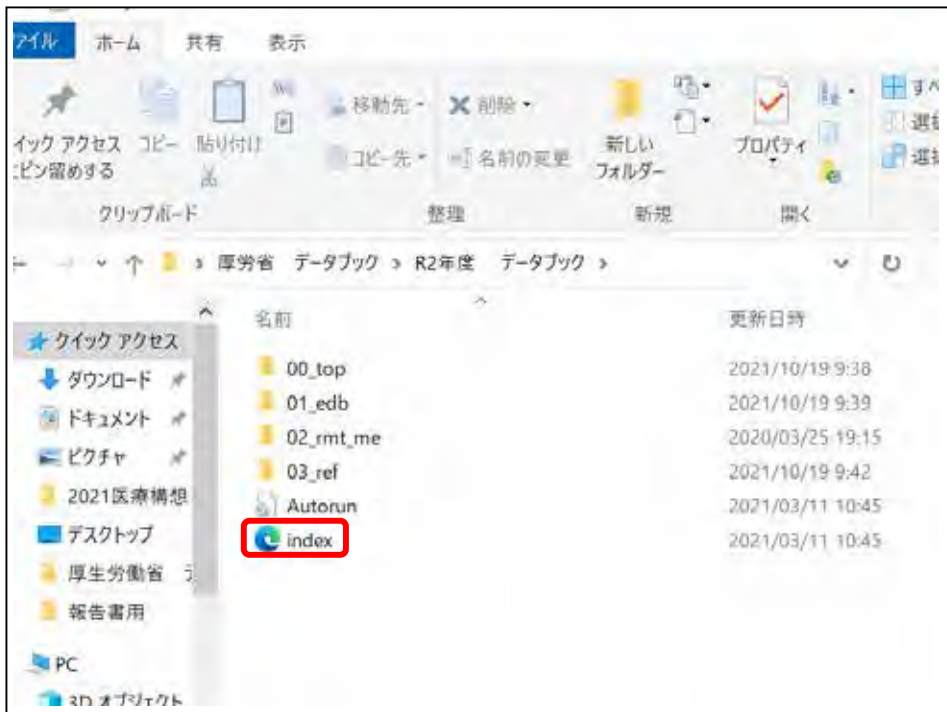 ァイル ホーム 共有 表示
移動先 削除
イック アクセス コピー 貼り付け 新しい プロパティ すべ
にピン留めする コピー先 名前の変更 フォルダー 選択
クリップボード 整理 新規 開く
厚労省 データブック › R2年度 データブック ›
名前 更新日時
クイック アクセス
00_top 2021/10/19 9:38
ダウンロード
01_edb 2021/10/19 9:39
ドキュメント
02_rmt_me 2020/03/25 19:15
ピクチャ
03_ref 2021/10/19 9:42
2021医療構想
Autorun 2021/03/11 10:45
デスクトップ
index 2021/03/11 10:45
厚生労働省
報告書用
PC
3D オブジェクト